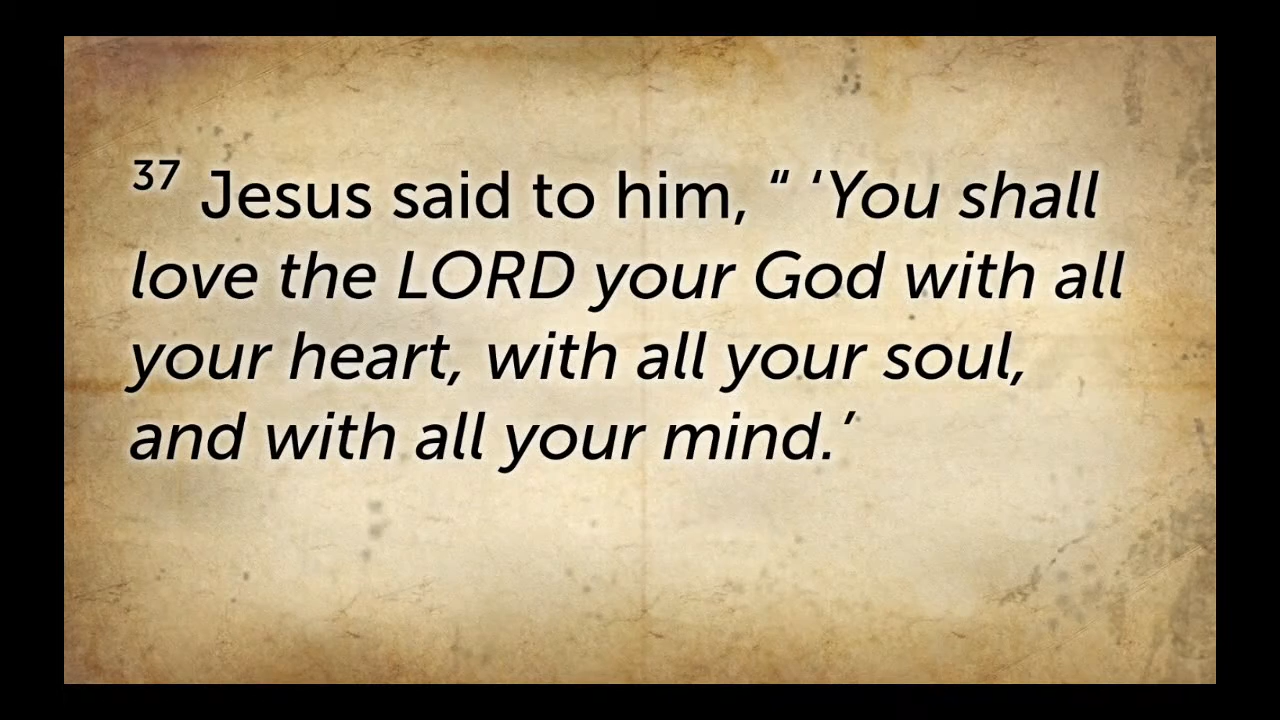 37 Jesus said to him, “ ‘You shall
love the LORD your God with all
your heart, with all your soul,
and with all your mind.’